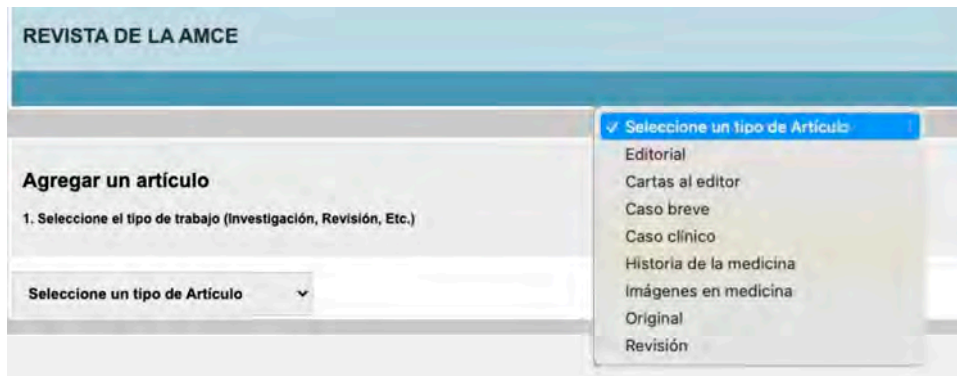 REVISTA DE LA AMCE
Agregar un artículo
1. Seleccione el tipo de trabajo (Investigación, Revisión, Etc.)
Seleccione un tipo de Artículo
✓ Seleccione un tipo de Artículo
Editorial
Cartas al editor
Caso breve
Caso clínico
Historia de la medicina
Imágenes en medicina
Original
Revisión